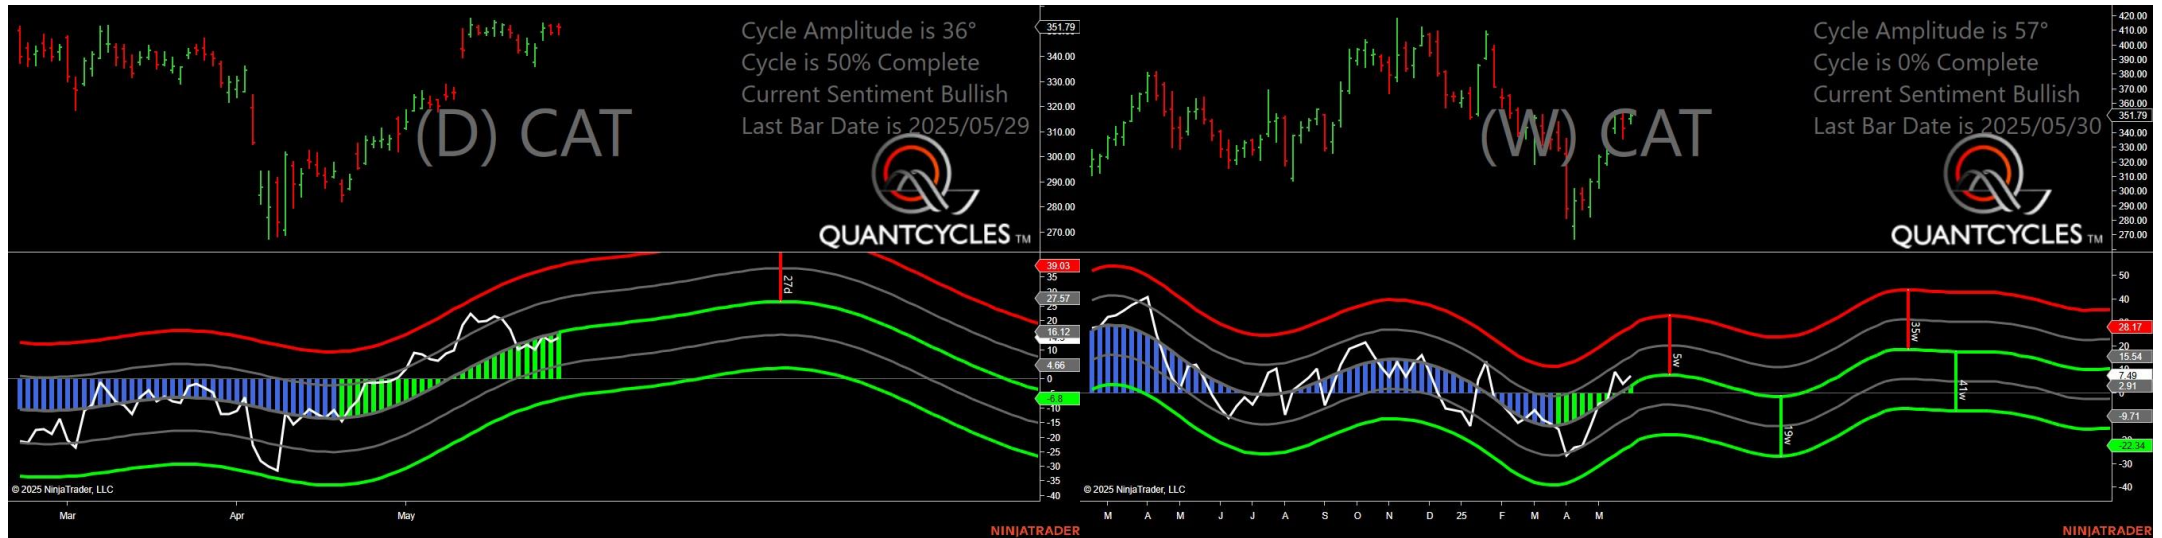 Cycle Amplitude is 36°
Cycle is 50% Complete
Current Sentiment Bullish
Last Bar Date is 2025/05/29
(D) CAT
QUANTCYCLES TM
351.79
340.00
330.00
320.00
310.00
300.00
290.00
280.00
270.00
27d
39.03
35
27.57
20
16.12
10
4.66
0
-6.8
-10
-15
-20
-25
-30
-35
-40
© 2025 NinjaTrader, LLC
Mar
Apr
May
NINJATRADER
Cycle Amplitude is 57°
Cycle is 0% Complete
Current Sentiment Bullish
Last Bar Date is 2025/05/30
(W) CAT
QUANTCYCLES TM
420.00
410.00
400.00
390.00
380.00
370.00
360.00
351.79
340.00
330.00
320.00
310.00
300.00
290.00
280.00
270.00
5w
19w
35w
41w
50
40
28.17
20
15.54
7.49
2.91
-9.71
-22.34
-30
-40
© 2025 NinjaTrader, LLC
M A M J J A S O N D 25 F M A M
NINJATRADER